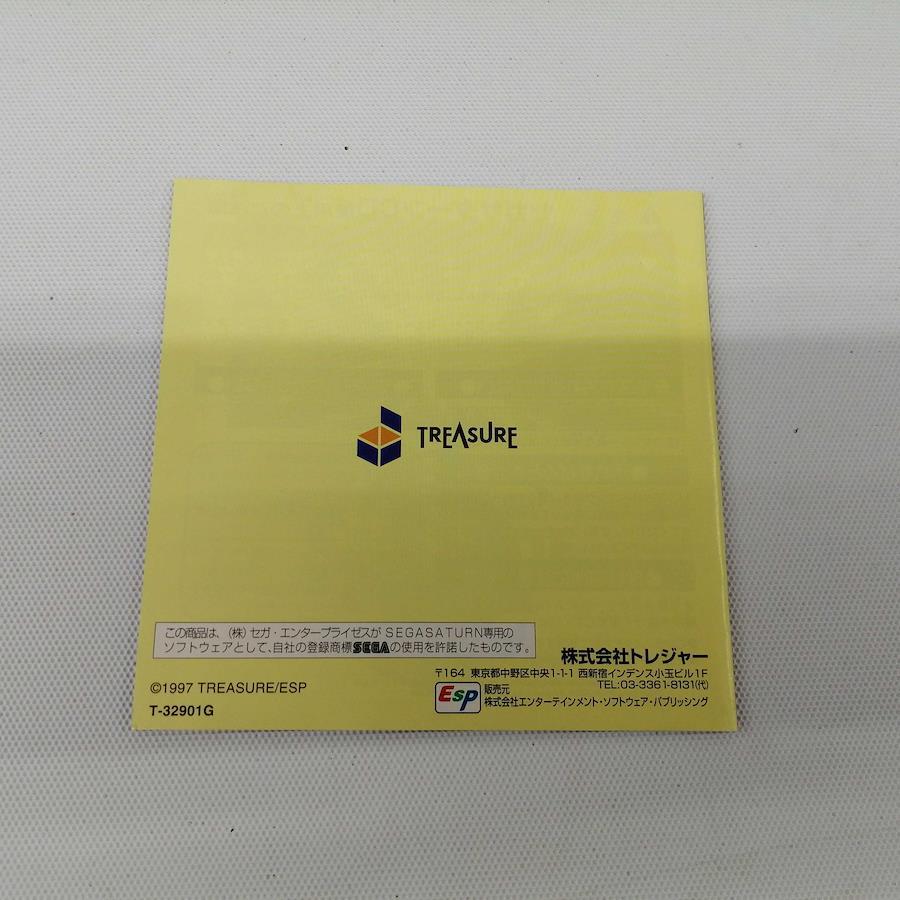 TREASURE
この商品は、(株)セガ・エンタープライゼスがSEGASATURN専用の
ソフトウェアとして、自社の登録商標SEGAの使用を許諾したものです。
©1997 TREASURE/ESP
T-32901G
株式会社トレジャー
〒164 東京都中野区中央1-1-1 西新宿インデンス小玉ビル1F
TEL:03-3361-8131(代)
ESP 販売元
株式会社エンターテインメント・ソフトウェア・パブリッシング